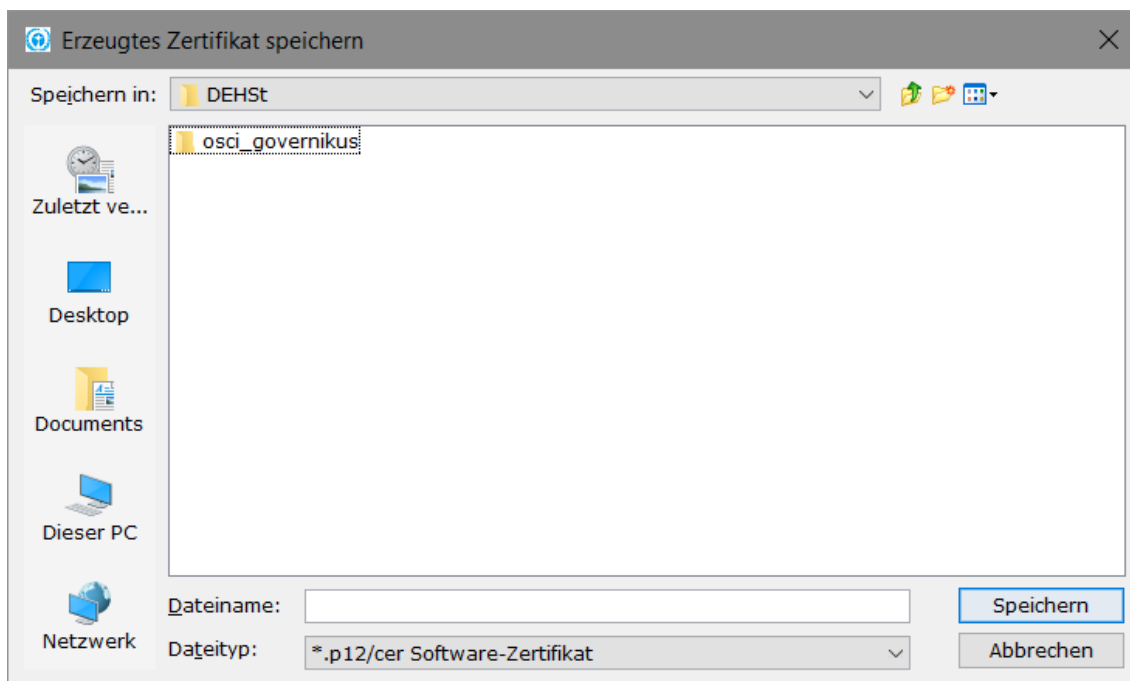 Erzeugtes Zertifikat speichern
Speichern in: DEHSt
osci_governikus
Zuletzt ve...
Desktop
Documents
Dieser PC
Netzwerk
Dateiname:
Speichern
Dateityp: *.p12/cer Software-Zertifikat
Abbrechen